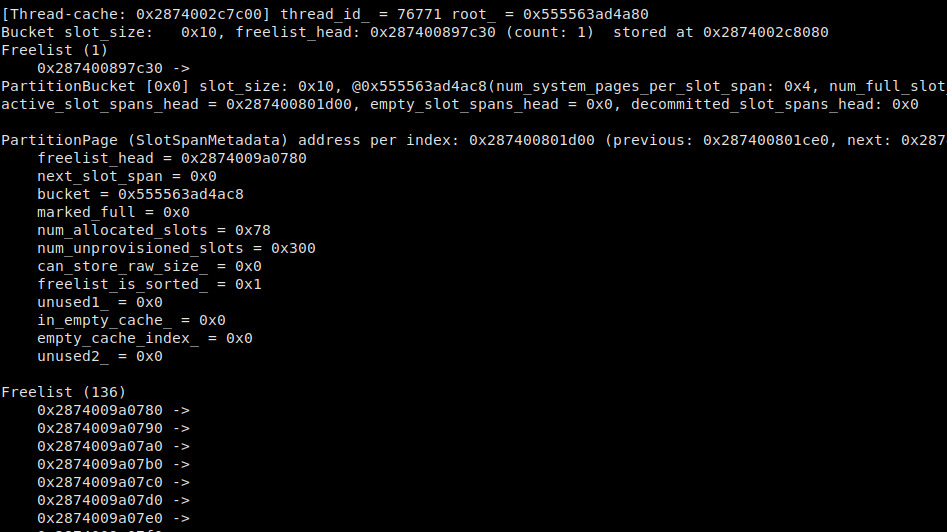 [Thread-cache: 0x2874002c7c00] thread_id_ = 76771 root_ = 0x555563ad4a80
Bucket slot_size:   0x10, freelist_head: 0x287400897c30 (count: 1)  stored at 0x2874002c8080
Freelist (1)
    0x287400897c30 ->
PartitionBucket [0x0] slot_size: 0x10, @0x555563ad4ac8(num_system_pages_per_slot_span: 0x4, num_full_slot_
active_slot_spans_head = 0x287400801d00, empty_slot_spans_head = 0x0, decommitted_slot_spans_head: 0x0
PartitionPage (SlotSpanMetadata) address per index: 0x287400801d00 (previous: 0x287400801ce0, next: 0x287
    freelist_head = 0x2874009a0780
    next_slot_span = 0x0
    bucket = 0x555563ad4ac8
    marked_full = 0x0
    num_allocated_slots = 0x78
    num_unprovisioned_slots = 0x300
    can_store_raw_size_ = 0x0
    freelist_is_sorted_ = 0x1
    unused1_ = 0x0
    in_empty_cache_ = 0x0
    empty_cache_index_ = 0x0
    unused2_ = 0x0
Freelist (136)
    0x2874009a0780 ->
    0x2874009a0790 ->
    0x2874009a07a0 ->
    0x2874009a07b0 ->
    0x2874009a07c0 ->
    0x2874009a07d0 ->
    0x2874009a07e0 ->